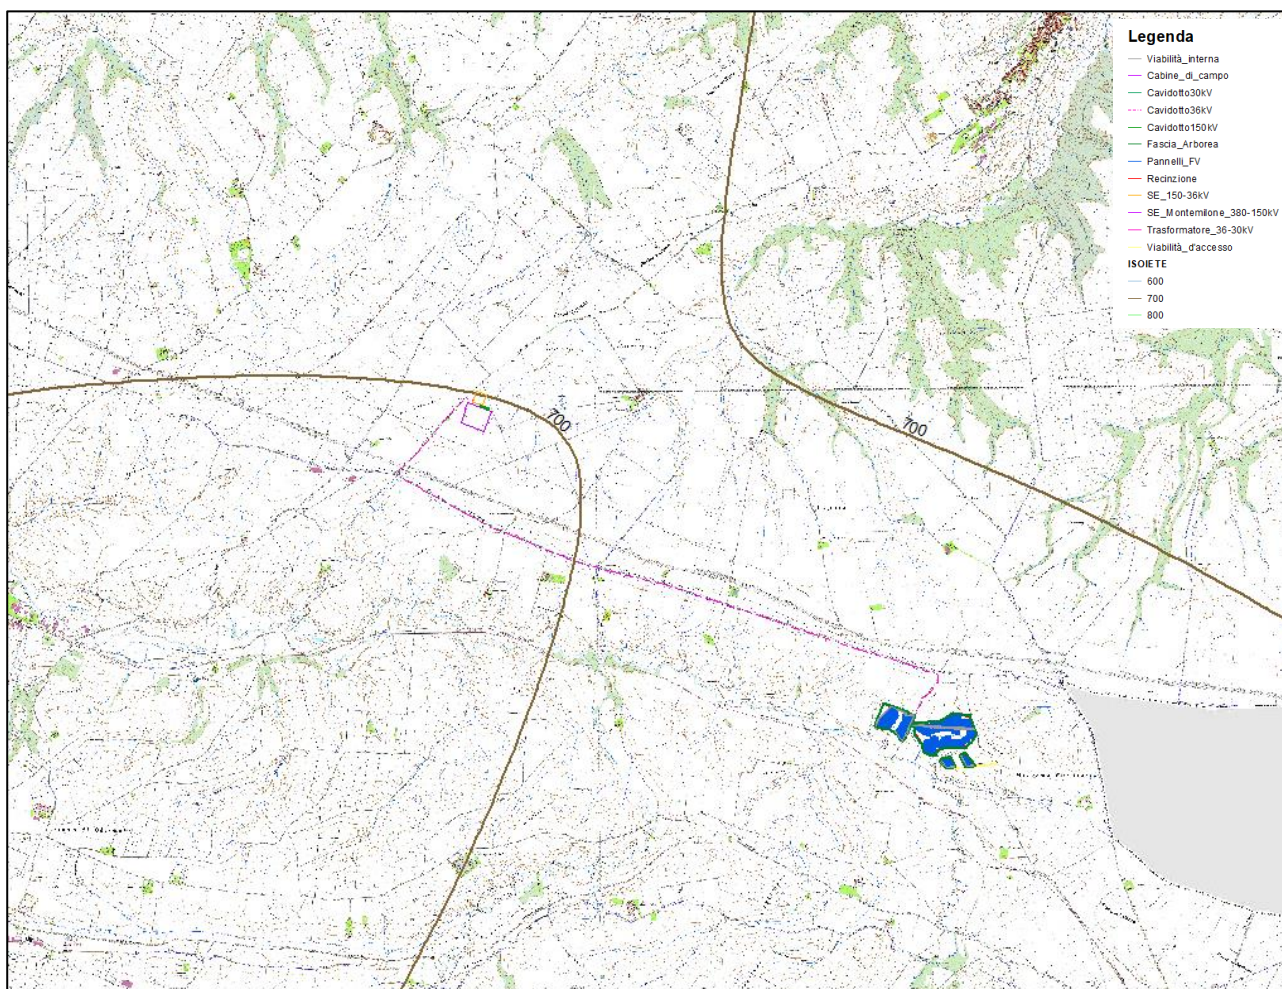 Legenda
Viabilità_interna
Cabine_di_campo
Cavidotto30kV
Cavidotto36kV
Cavidotto150kV
Fascia_Arborea
Pannelli_FV
Recinzione
SE_150-36kV
SE_Montemilone_380-150kV
Trasformatore_36-30kV
Viabilità_d'accesso
ISOIETE
600
700
800
700
700